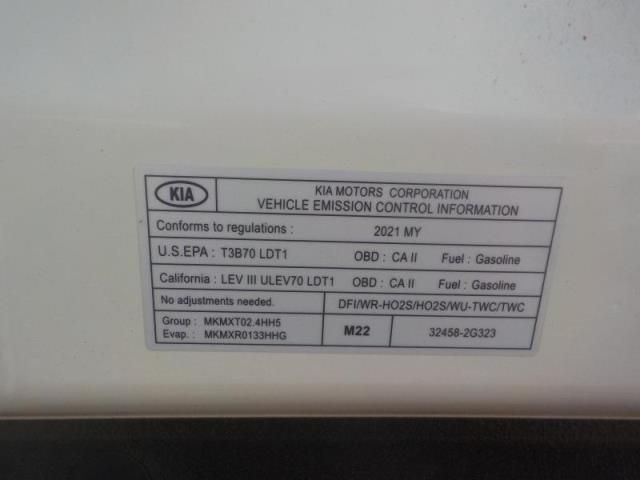 KIA
KIA MOTORS CORPORATION
VEHICLE EMISSION CONTROL INFORMATION
Conforms to regulations : 2021 MY
U.S.EPA : T3B70 LDT1 OBD : CA II Fuel : Gasoline
California : LEV III ULEV70 LDT1 OBD : CA II Fuel : Gasoline
No adjustments needed. DFI/WR-HO2S/HO2S/WU-TWC/TWC
Group : MKMXT02.4HH5
Evap. : MKMXR0133HHG
M22 32458-2G323